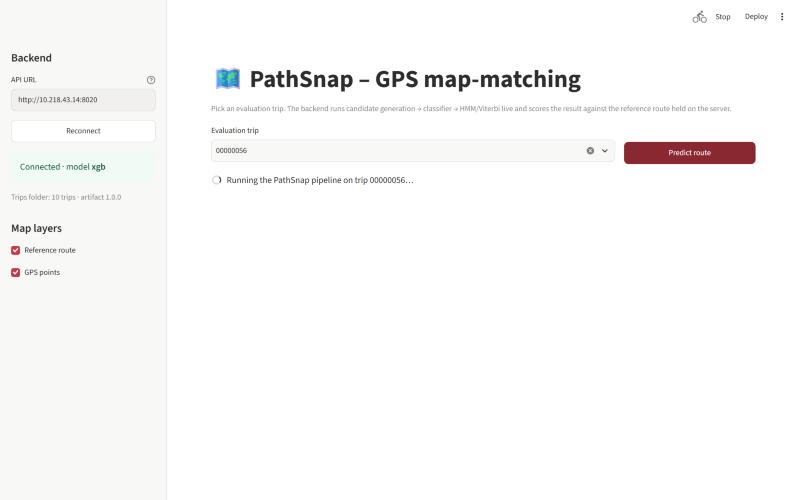 Stop
Deploy
Backend
API URL
http://10.218.43.14:8020
Reconnect
Connected · model xgb
Trips folder: 10 trips · artifact 1.0.0
Map layers
Reference route
GPS points
PathSnap – GPS map-matching
Pick an evaluation trip. The backend runs candidate generation → classifier → HMM/Viterbi live and scores the result against the reference route held on the server.
Evaluation trip
00000056
Predict route
Running the PathSnap pipeline on trip 00000056...